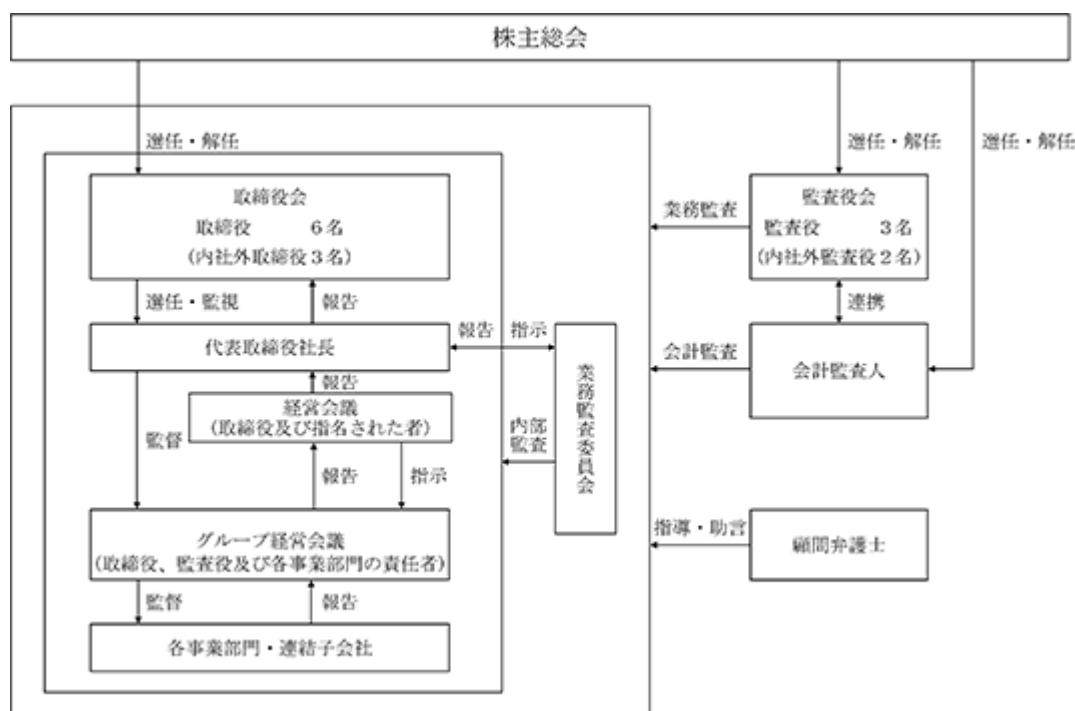 株主総会
選任・解任
選任・解任
選任・解任
取締役会
取締役 6名
(内社外取締役3名)
監査役会
監査役 3名
(内社外監査役2名)
業務監査
選任・監視
報告
連携
代表取締役社長
報告
指示
会計監査
会計監査人
報告
経営会議
(取締役及び指名された者)
業務監査委員会
監督
内部
監査
報告
指示
グループ経営会議
(取締役、監査役及び各事業部門の責任者)
指導・助言
顧問弁護士
監督
報告
各事業部門・連結子会社